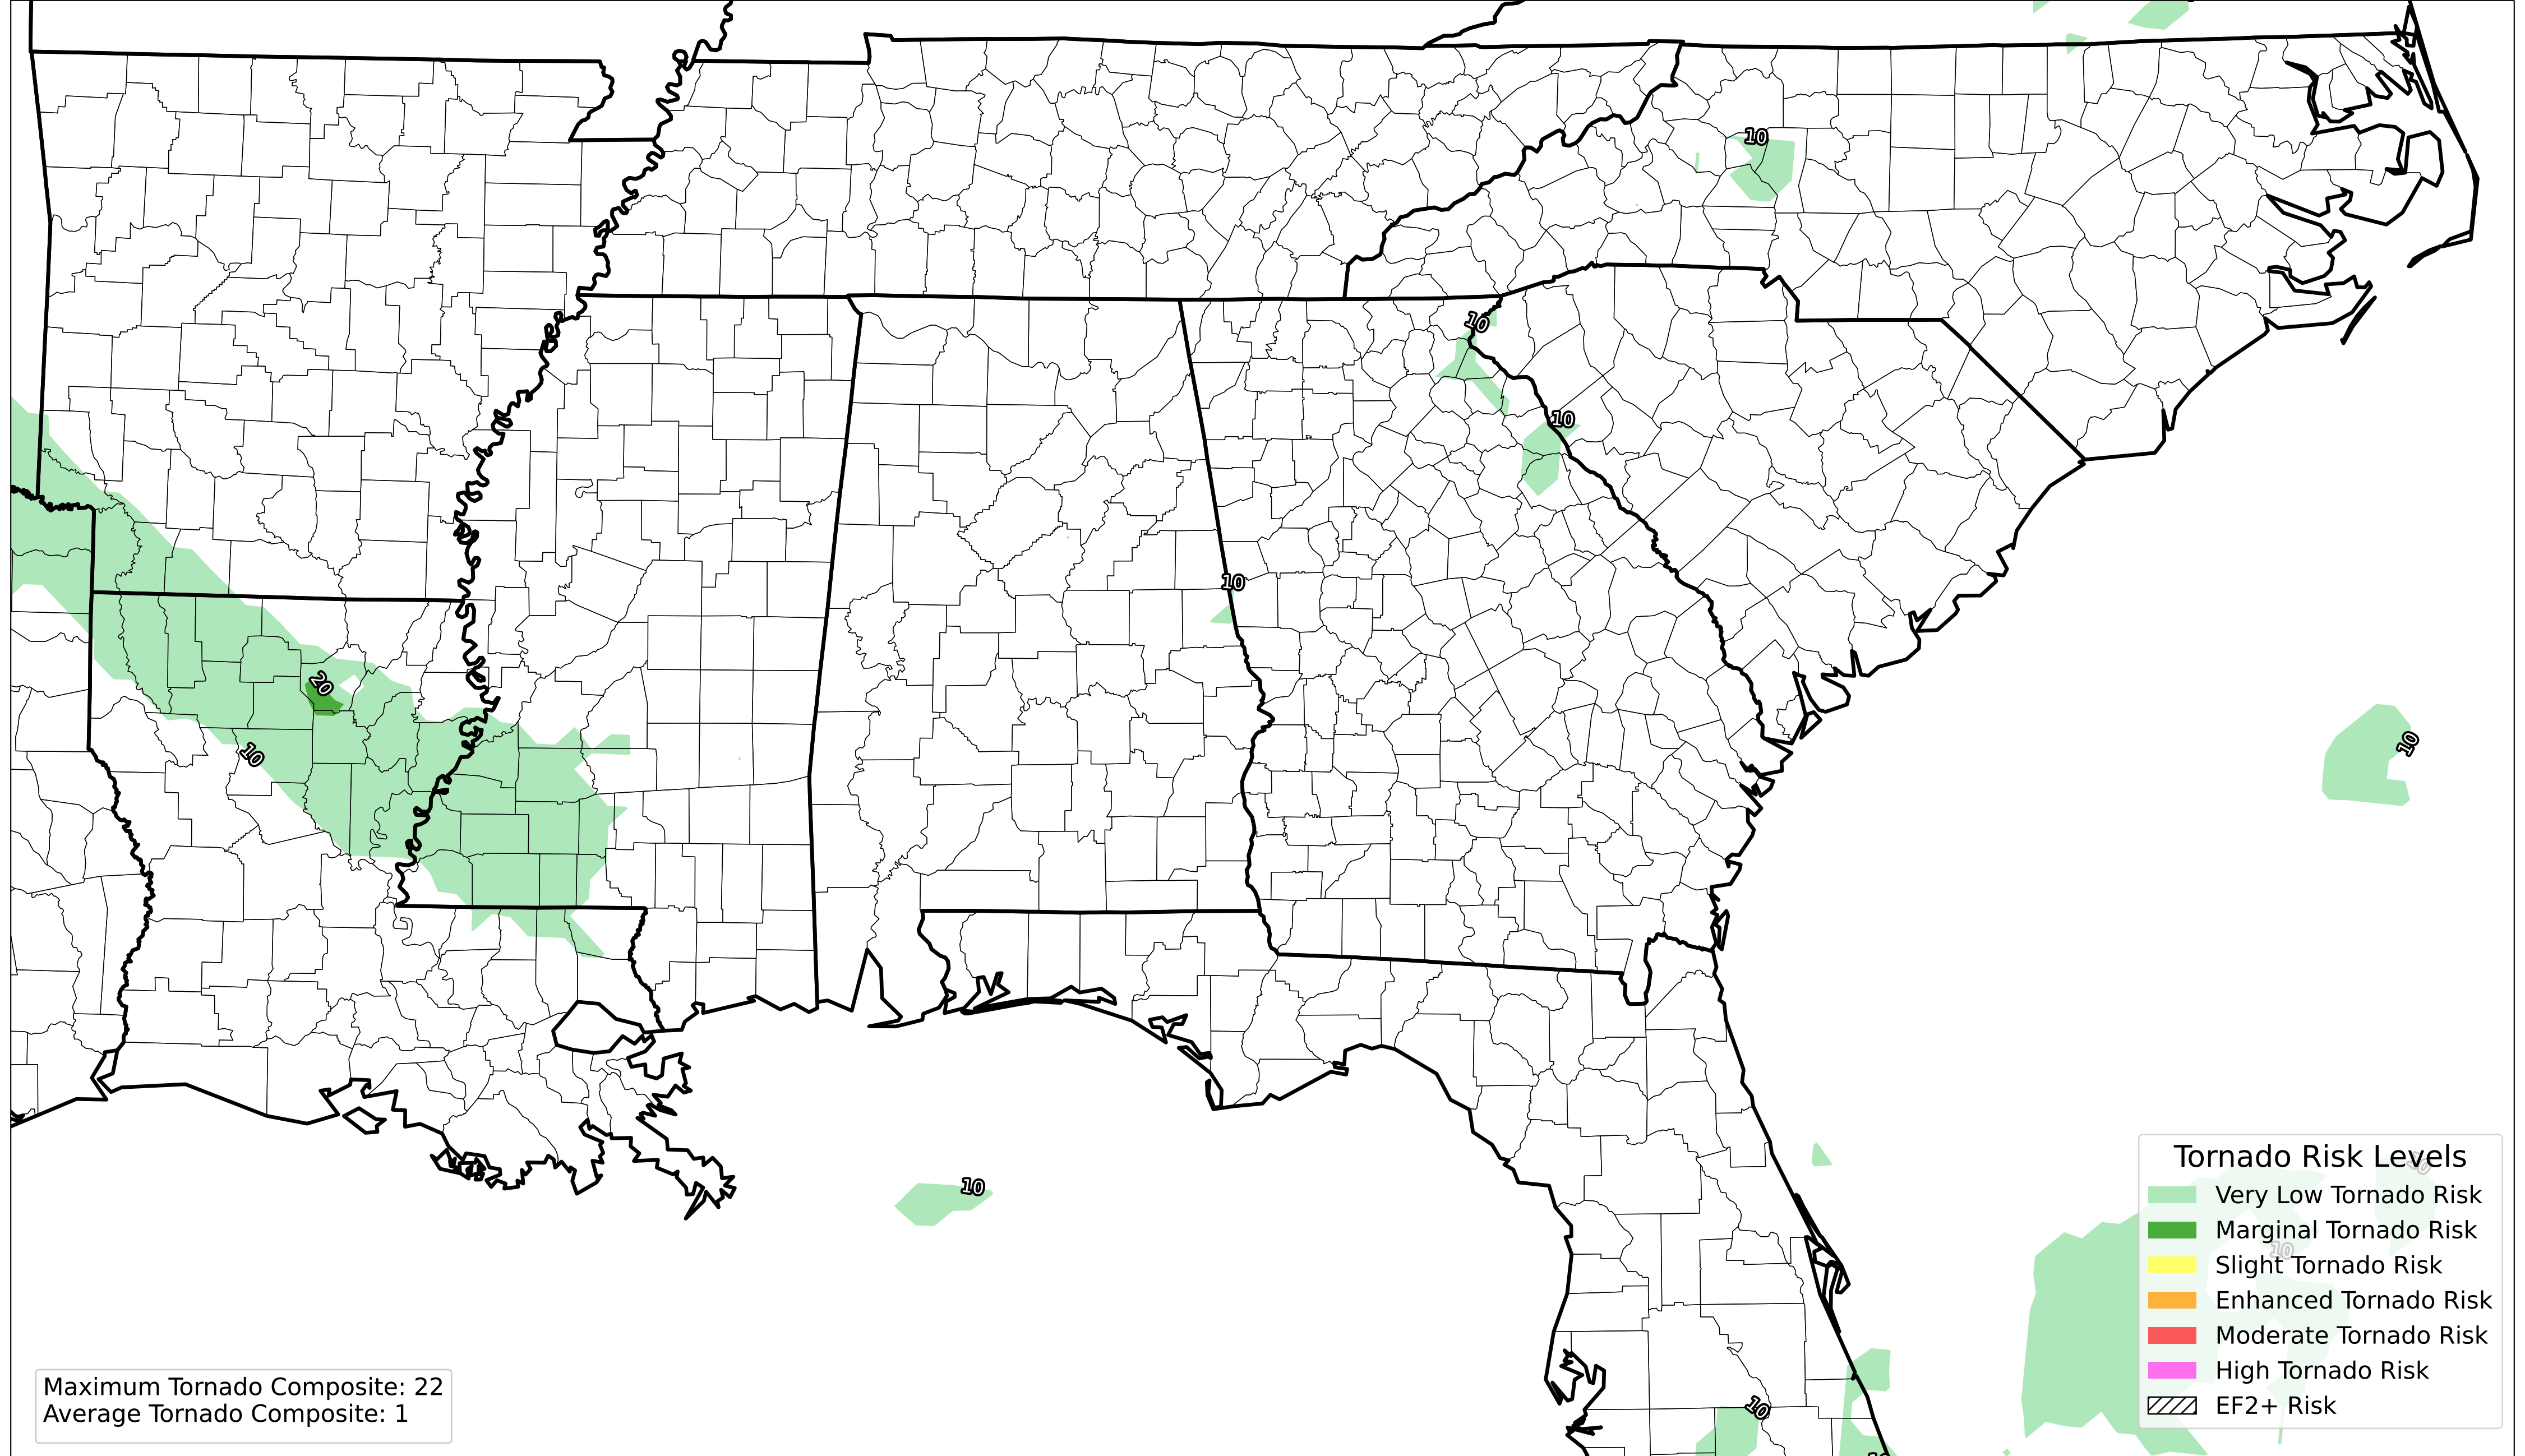 10
10
10
10
20
10
10
10
10
10
Tornado Risk Levels
Very Low Tornado Risk
Marginal Tornado Risk
Slight Tornado Risk
Enhanced Tornado Risk
Moderate Tornado Risk
High Tornado Risk
EF2+ Risk
Maximum Tornado Composite: 22
Average Tornado Composite: 1